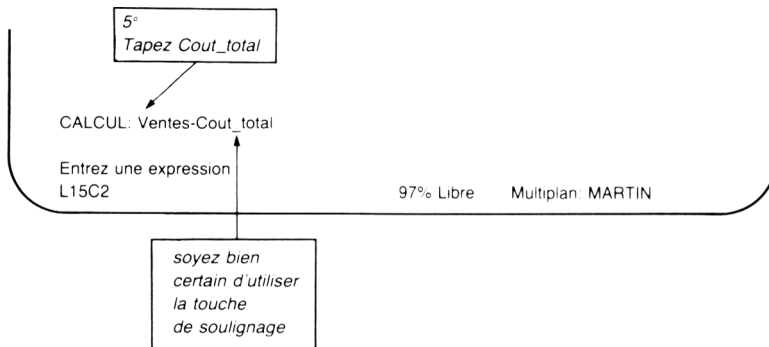 5°
Tapez Cout_total
CALCUL: Ventes-Cout_total
Entrez une expression
L15C2 97% Libre Multiplan: MARTIN
soyez bien
certain d'utiliser
la touche
de soulignage